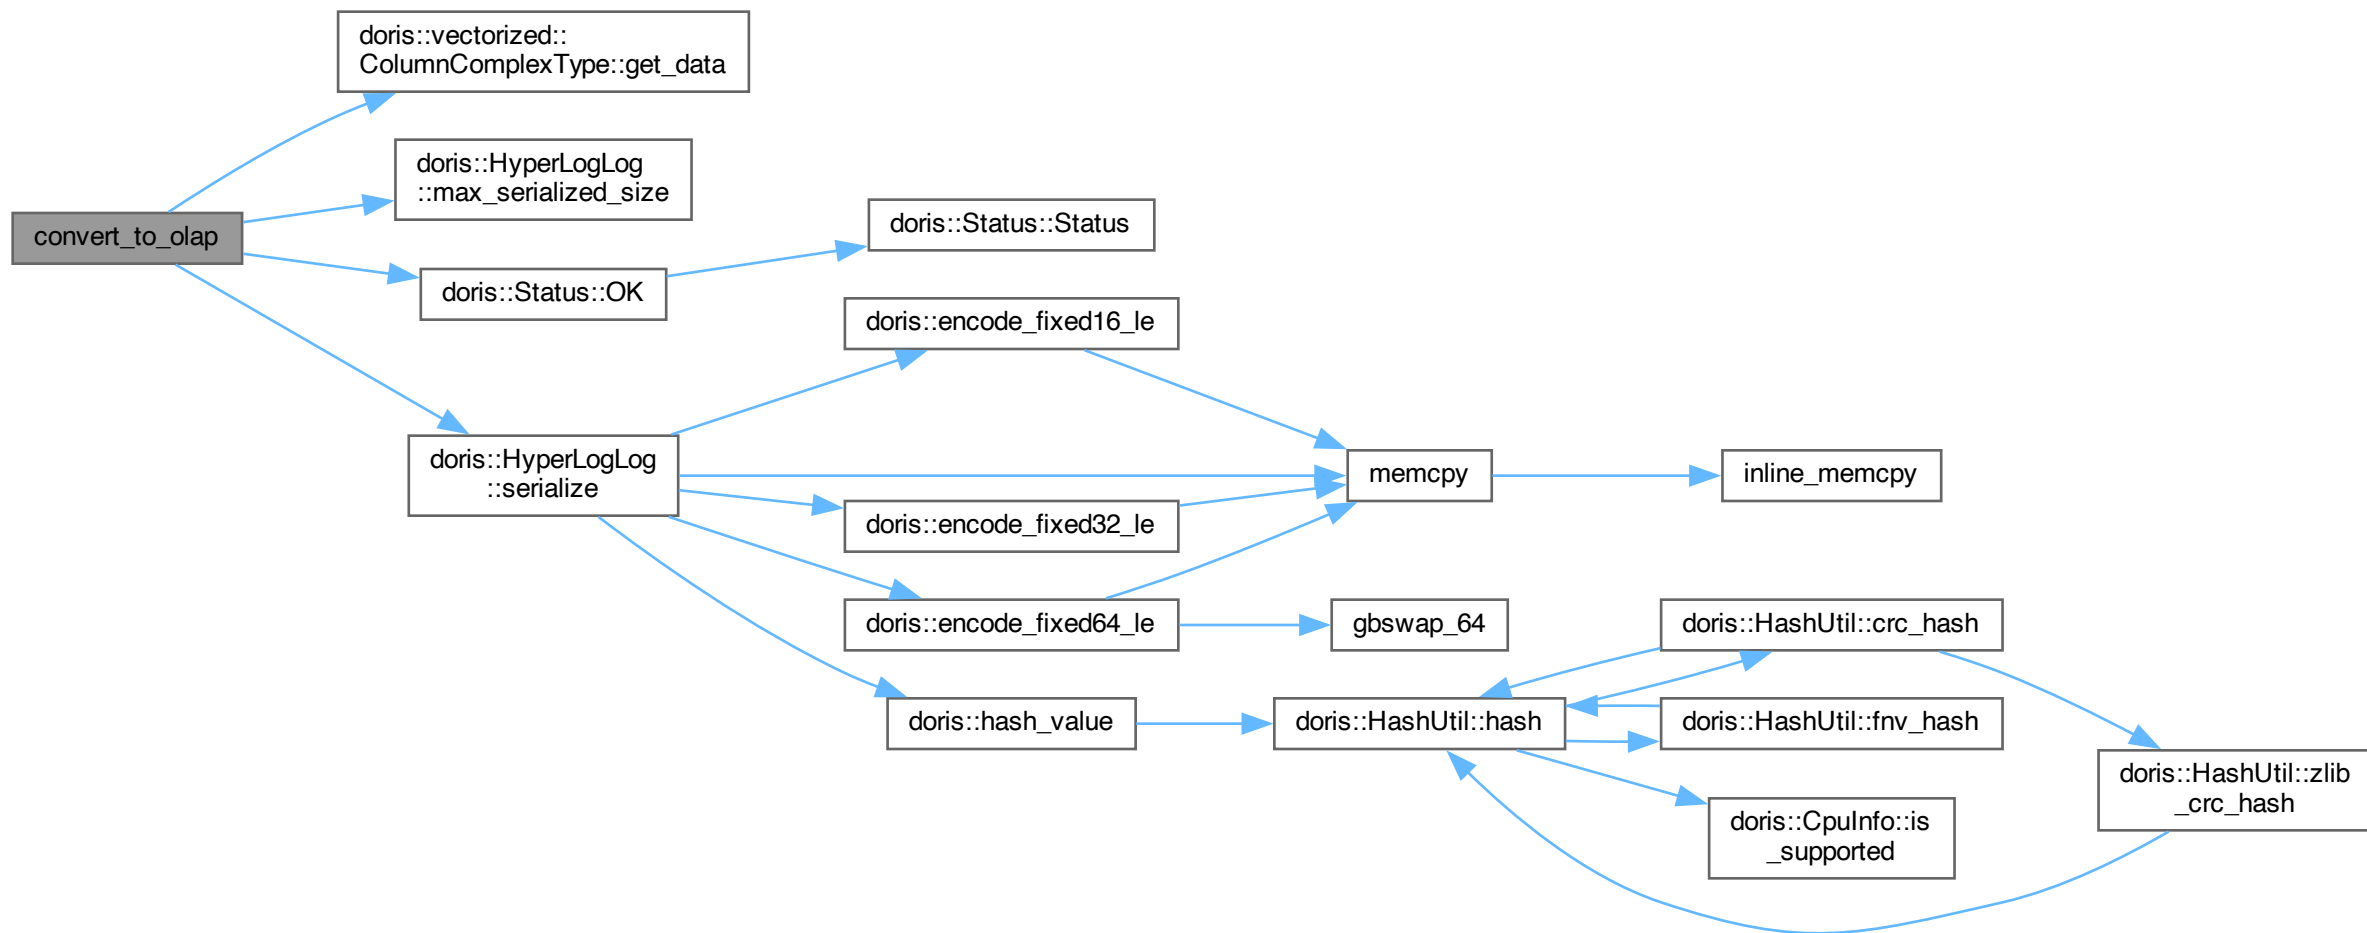 doris::vectorized::
ColumnComplexType::get_data
doris::HyperLogLog
::max_serialized_size
convert_to_olap
doris::Status::OK
doris::Status::Status
doris::HyperLogLog
::serialize
doris::encode_fixed16_le
doris::encode_fixed32_le
doris::encode_fixed64_le
doris::hash_value
memcpy
inline_memcpy
gbswap_64
doris::HashUtil::hash
doris::HashUtil::crc_hash
doris::HashUtil::fnv_hash
doris::CpuInfo::is
_supported
doris::HashUtil::zlib
_crc_hash